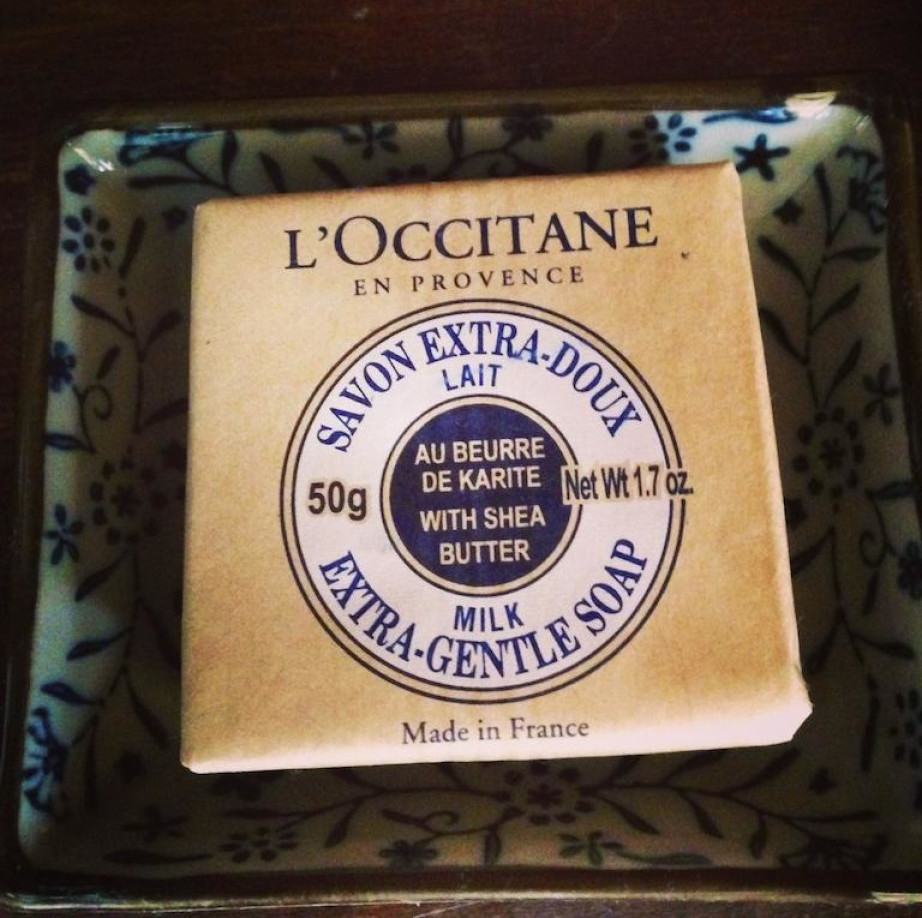 L'OCCITANE
EN PROVENCE
SAVON EXTRA-DOUX
LAIT
AU BEURRE
DE KARITE
WITH SHEA
BUTTER
50g
Net Wt 1.7 oz.
MILK
EXTRA-GENTLE SOAP
Made in France